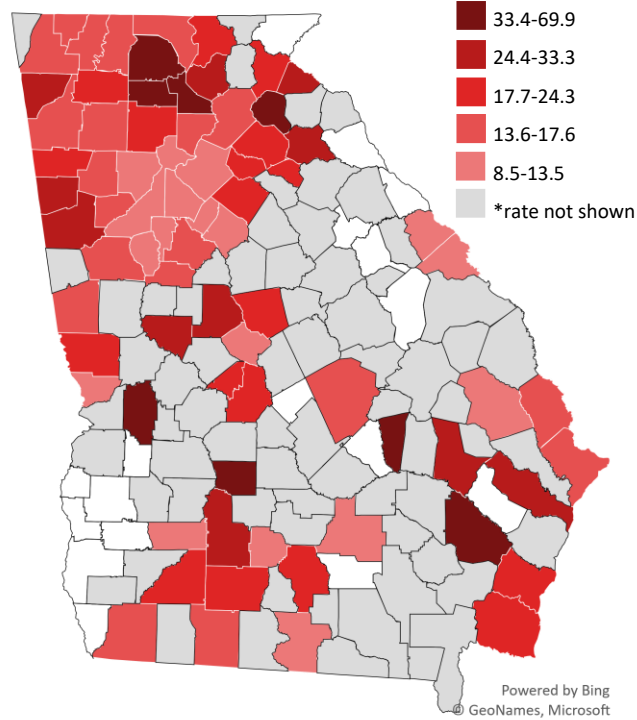 33.4-69.9
24.4-33.3
17.7-24.3
13.6-17.6
8.5-13.5
*rate not shown
Powered by Bing
© GeoNames, Microsoft